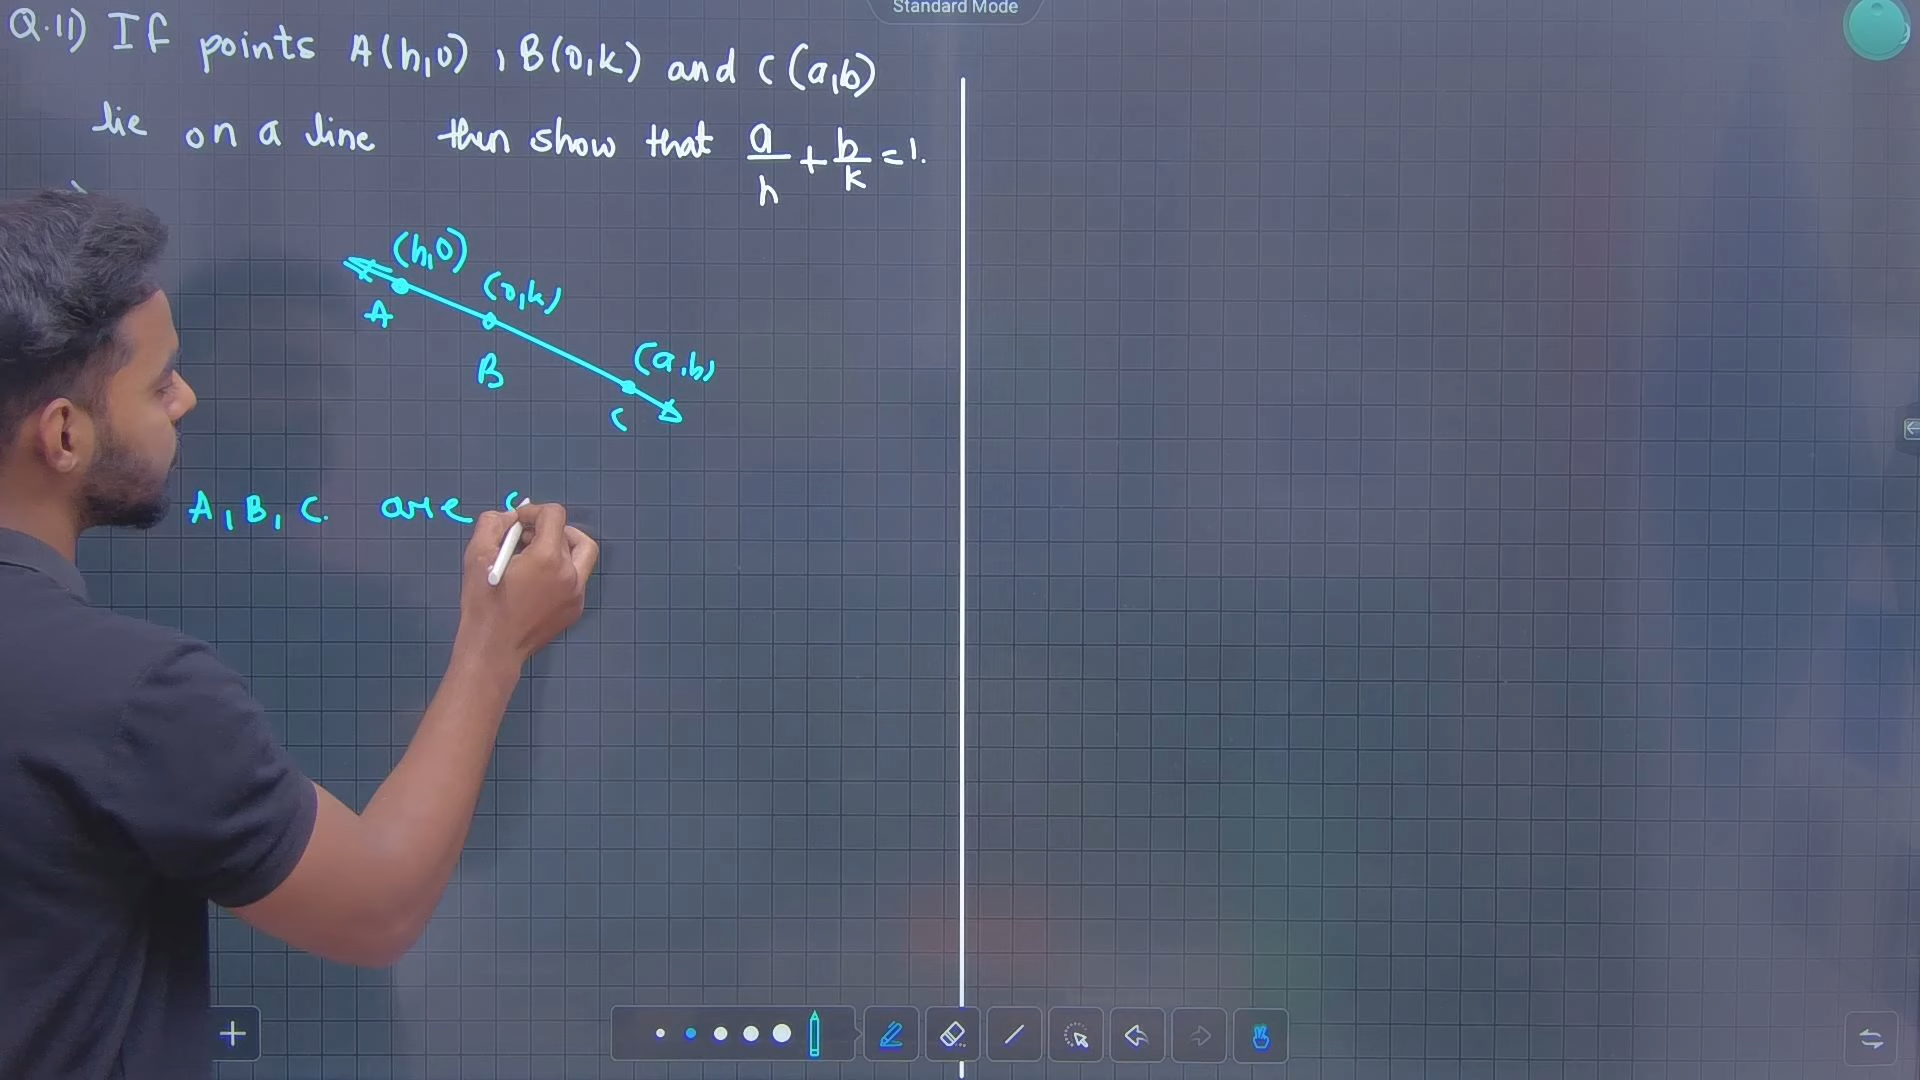 Standard Mode
Q.11) If points A(h,0) , B(0,k) and C(a,b)
lie on a line then show that a/h + b/k = 1.
(h,0)
(0,k)
A
(a,b)
B
C
A, B, C. are c